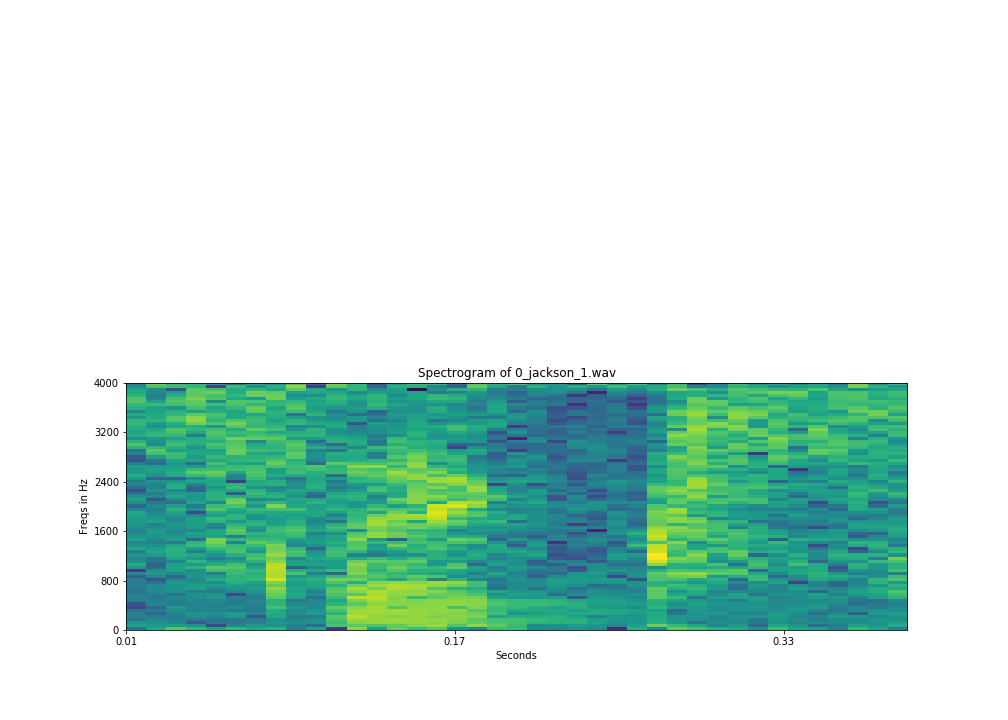 Spectrogram of 0_jackson_1.wav
4000
3200
2400
1600
800
0
Freqs in Hz
0.01 0.17 0.33
Seconds